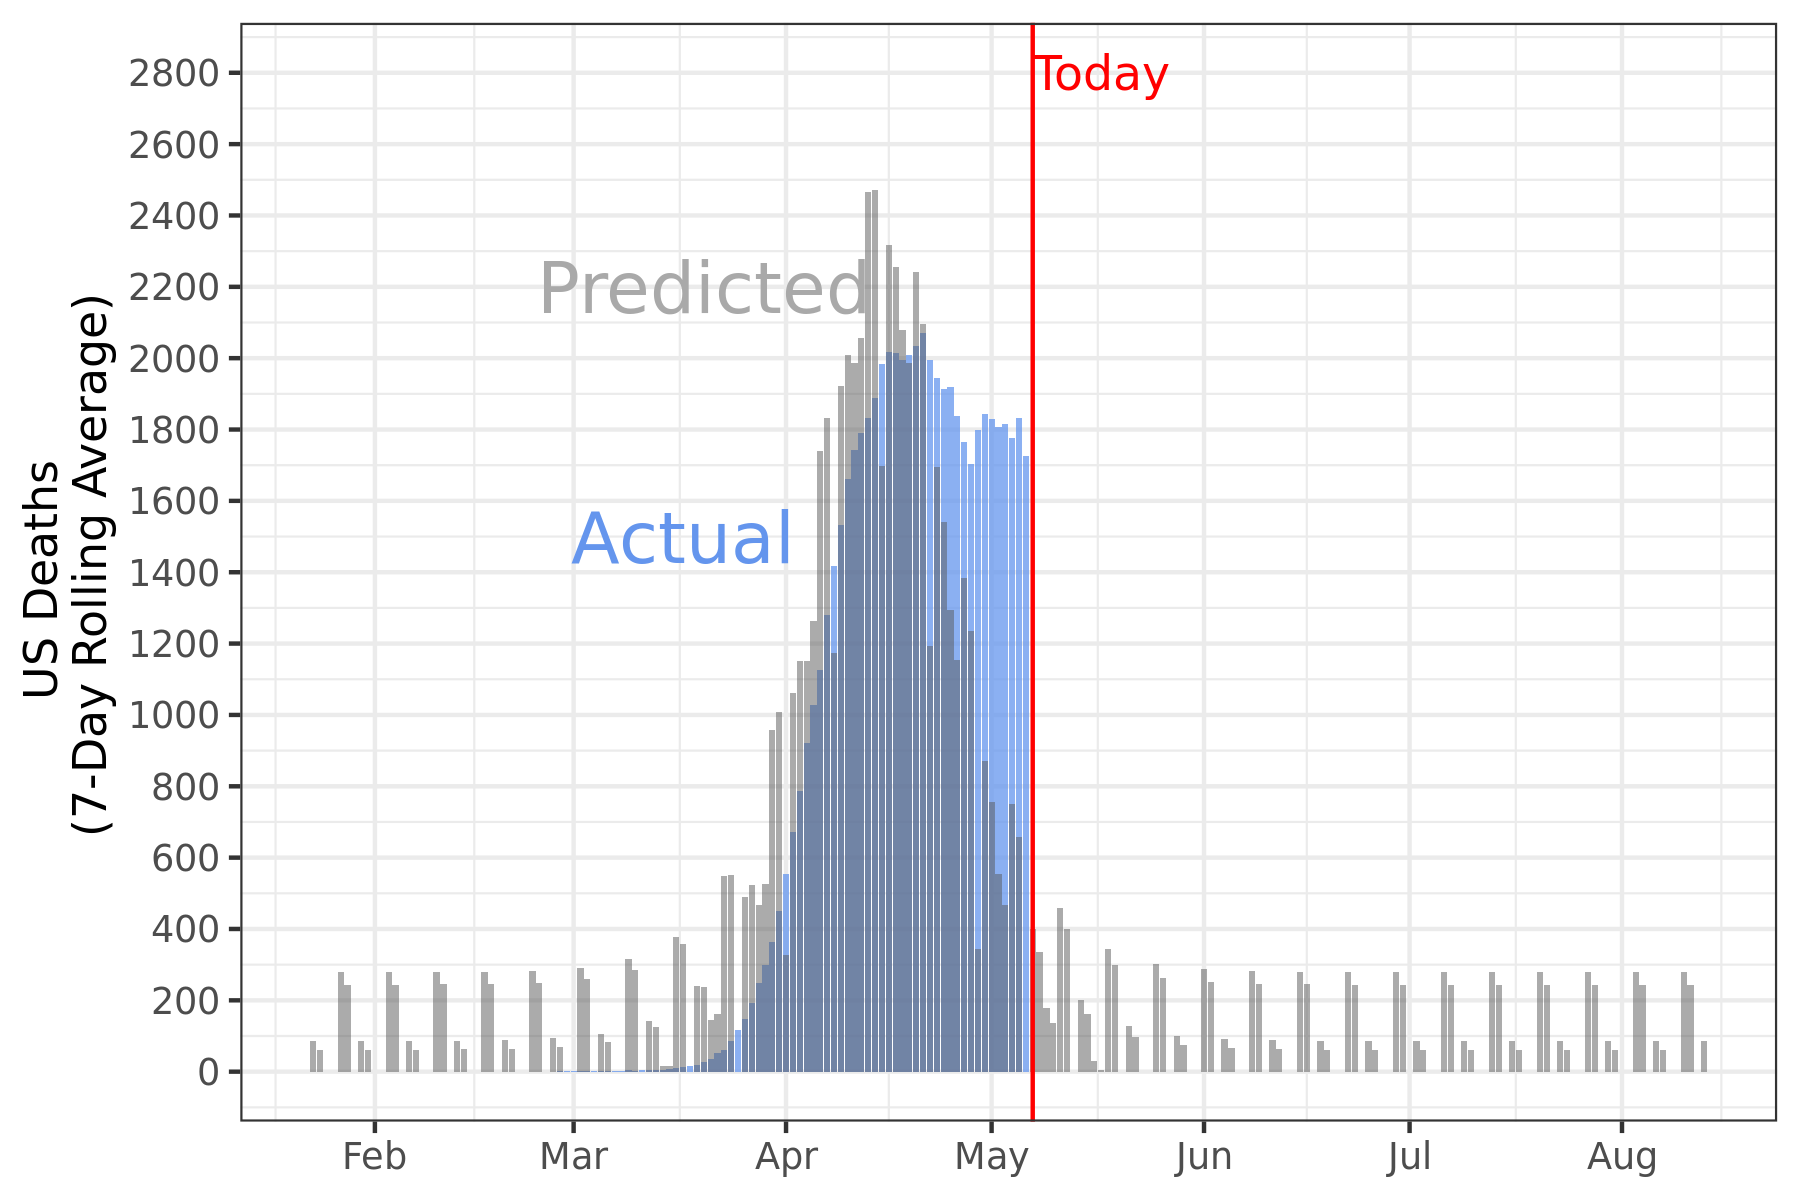 US Deaths
(7-Day Rolling Average)
2800
2600
2400
2200
2000
1800
1600
1400
1200
1000
800
600
400
200
0
Today
Predicted
Actual
Feb Mar Apr May Jun Jul Aug